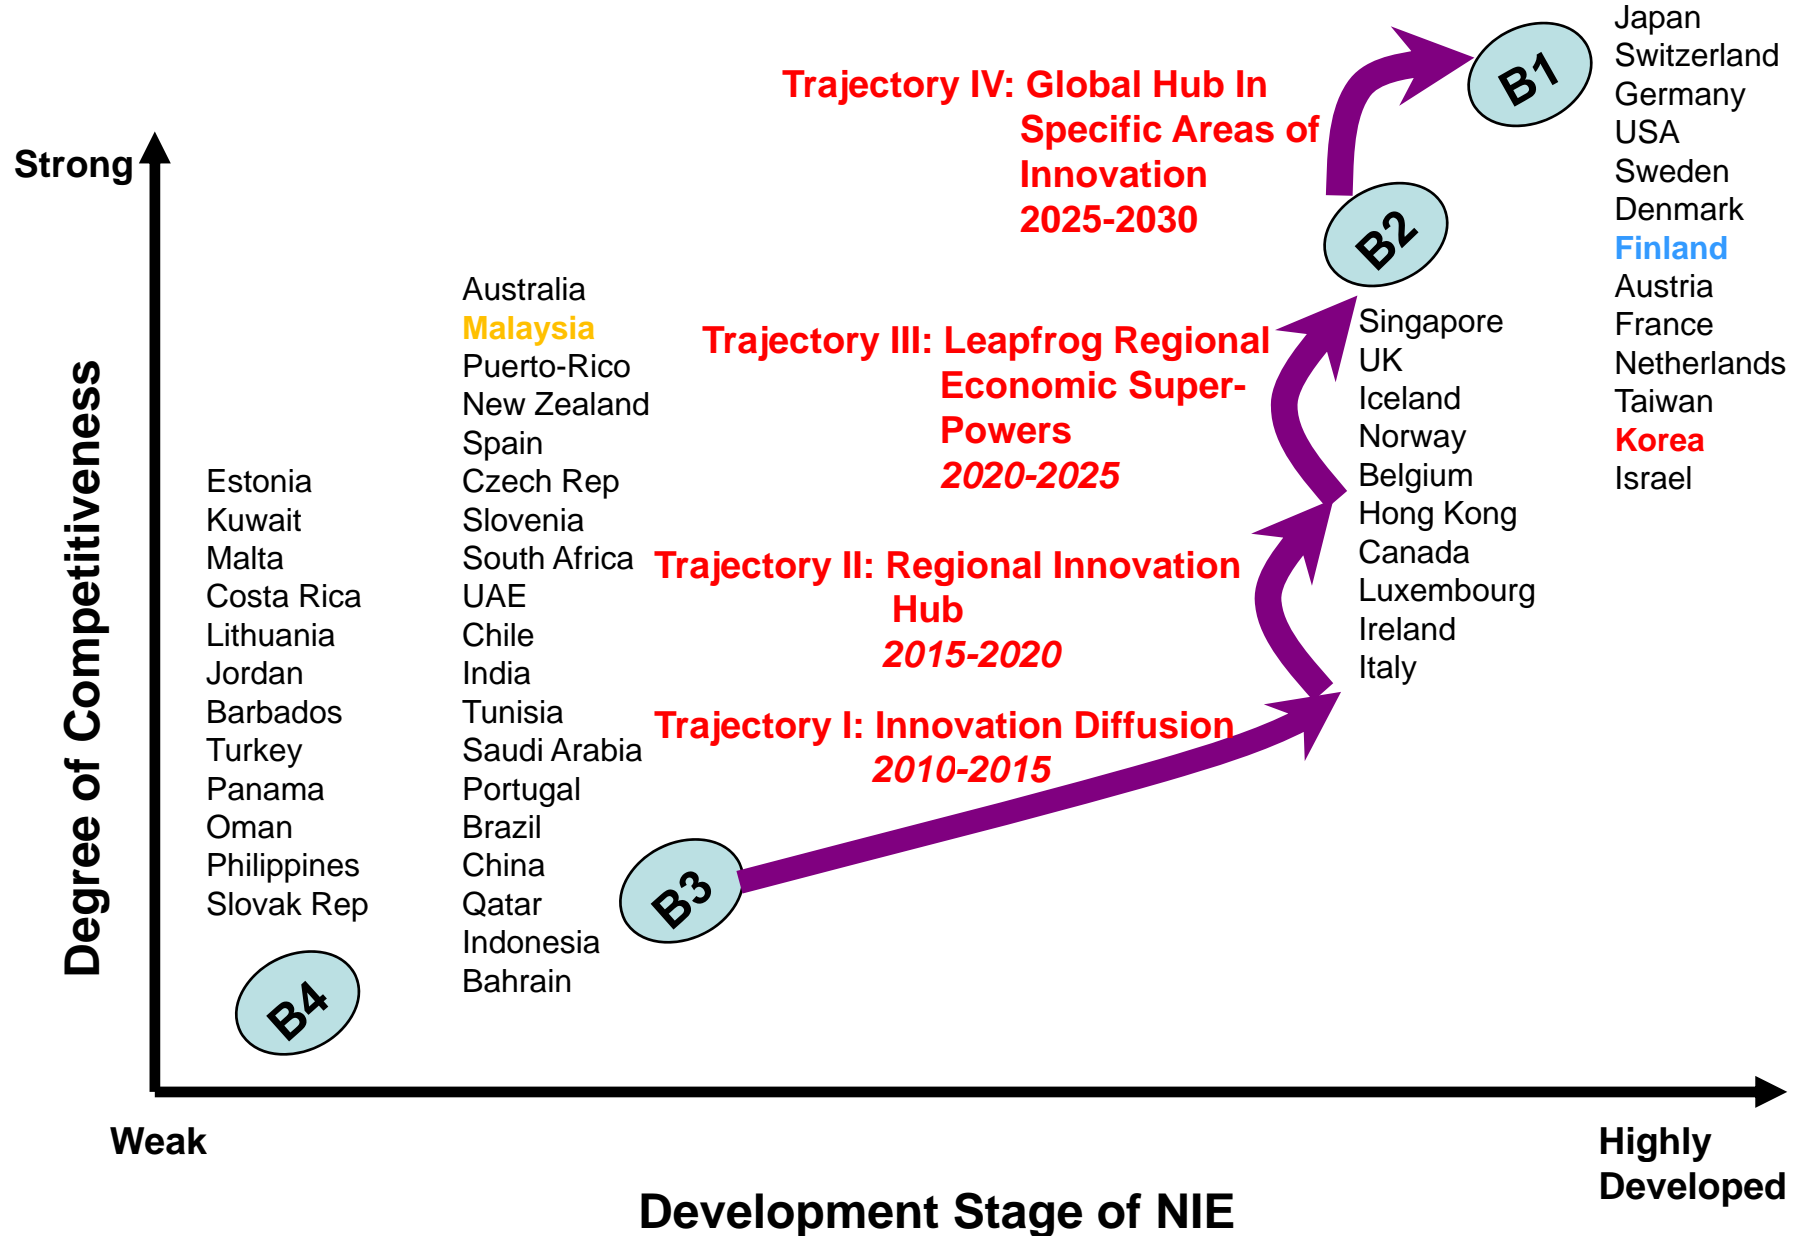 Strong
Degree of Competitiveness
Weak
Development Stage of NIE
Highly
Developed
B4
Estonia
Kuwait
Malta
Costa Rica
Lithuania
Jordan
Barbados
Turkey
Panama
Oman
Philippines
Slovak Rep
B3
Australia
Malaysia
Puerto-Rico
New Zealand
Spain
Czech Rep
Slovenia
South Africa
UAE
Chile
India
Tunisia
Saudi Arabia
Portugal
Brazil
China
Qatar
Indonesia
Bahrain
Trajectory IV: Global Hub In
Specific Areas of
Innovation
2025-2030
Trajectory III: Leapfrog Regional
Economic Super-
Powers
2020-2025
Trajectory II: Regional Innovation
Hub
2015-2020
Trajectory I: Innovation Diffusion
2010-2015
B2
Singapore
UK
Iceland
Norway
Belgium
Hong Kong
Canada
Luxembourg
Ireland
Italy
B1
Japan
Switzerland
Germany
USA
Sweden
Denmark
Finland
Austria
France
Netherlands
Taiwan
Korea
Israel